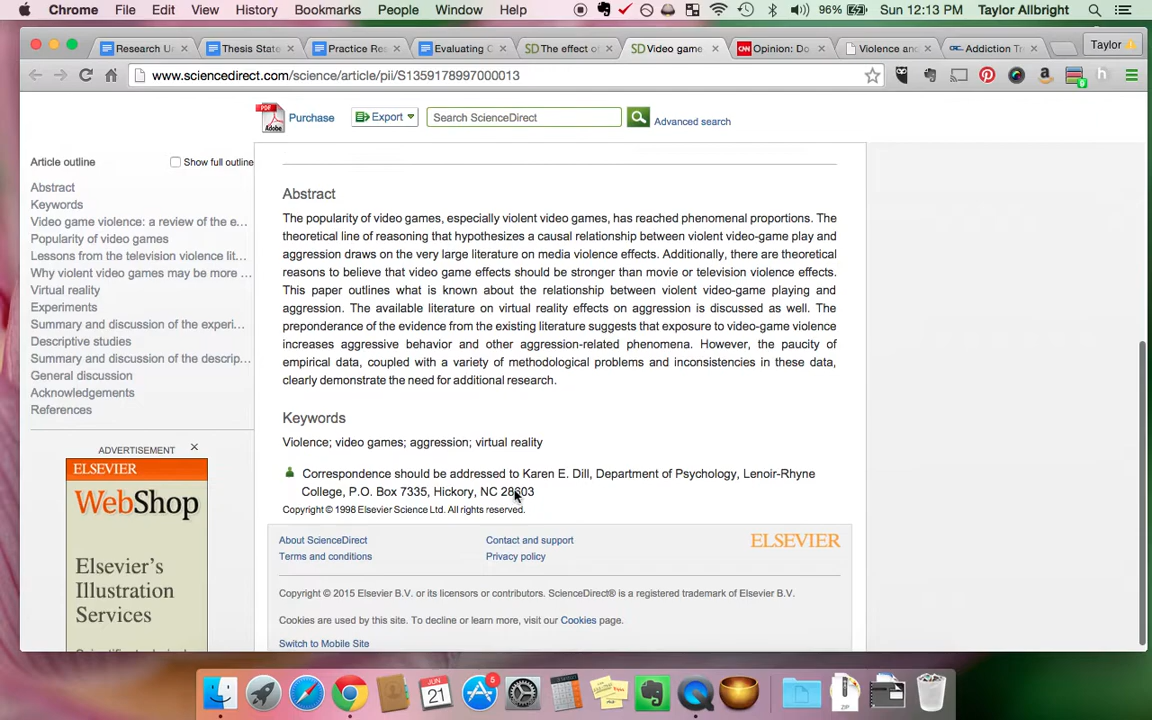 Chrome File Edit View History Bookmarks People Window Help 96% Sun 12:13 PM Taylor Allbright
Research U Thesis State Practice Re Evaluating C SD The effect o SD Video game CNN Opinion: Do Violence an Addiction Tr Taylor
www.sciencedirect.com/science/article/pii/S1359178997000013
PDF Adobe Purchase Export Search ScienceDirect Advanced search
Article outline Show full outline
Abstract
Keywords
Video game violence: a review of the e...
Popularity of video games
Lessons from the television violence lit...
Why violent video games may be more ...
Virtual reality
Experiments
Summary and discussion of the experi...
Descriptive studies
Summary and discussion of the descrip...
General discussion
Acknowledgements
References
ADVERTISEMENT
ELSEVIER
WebShop
Elsevier's
Illustration
Services
Abstract
The popularity of video games, especially violent video games, has reached phenomenal proportions. The
theoretical line of reasoning that hypothesizes a causal relationship between violent video-game play and
aggression draws on the very large literature on media violence effects. Additionally, there are theoretical
reasons to believe that video game effects should be stronger than movie or television violence effects.
This paper outlines what is known about the relationship between violent video-game playing and
aggression. The available literature on virtual reality effects on aggression is discussed as well. The
preponderance of the evidence from the existing literature suggests that exposure to video-game violence
increases aggressive behavior and other aggression-related phenomena. However, the paucity of
empirical data, coupled with a variety of methodological problems and inconsistencies in these data,
clearly demonstrate the need for additional research.
Keywords
Violence; video games; aggression; virtual reality
Correspondence should be addressed to Karen E. Dill, Department of Psychology, Lenoir-Rhyne
College, P.O. Box 7335, Hickory, NC 28603
Copyright © 1998 Elsevier Science Ltd. All rights reserved.
About ScienceDirect Contact and support ELSEVIER
Terms and conditions Privacy policy
Copyright © 2015 Elsevier B.V. or its licensors or contributors. ScienceDirect® is a registered trademark of Elsevier B.V.
Cookies are used by this site. To decline or learn more, visit our Cookies page.
Switch to Mobile Site
JUN
21
5
ZIP